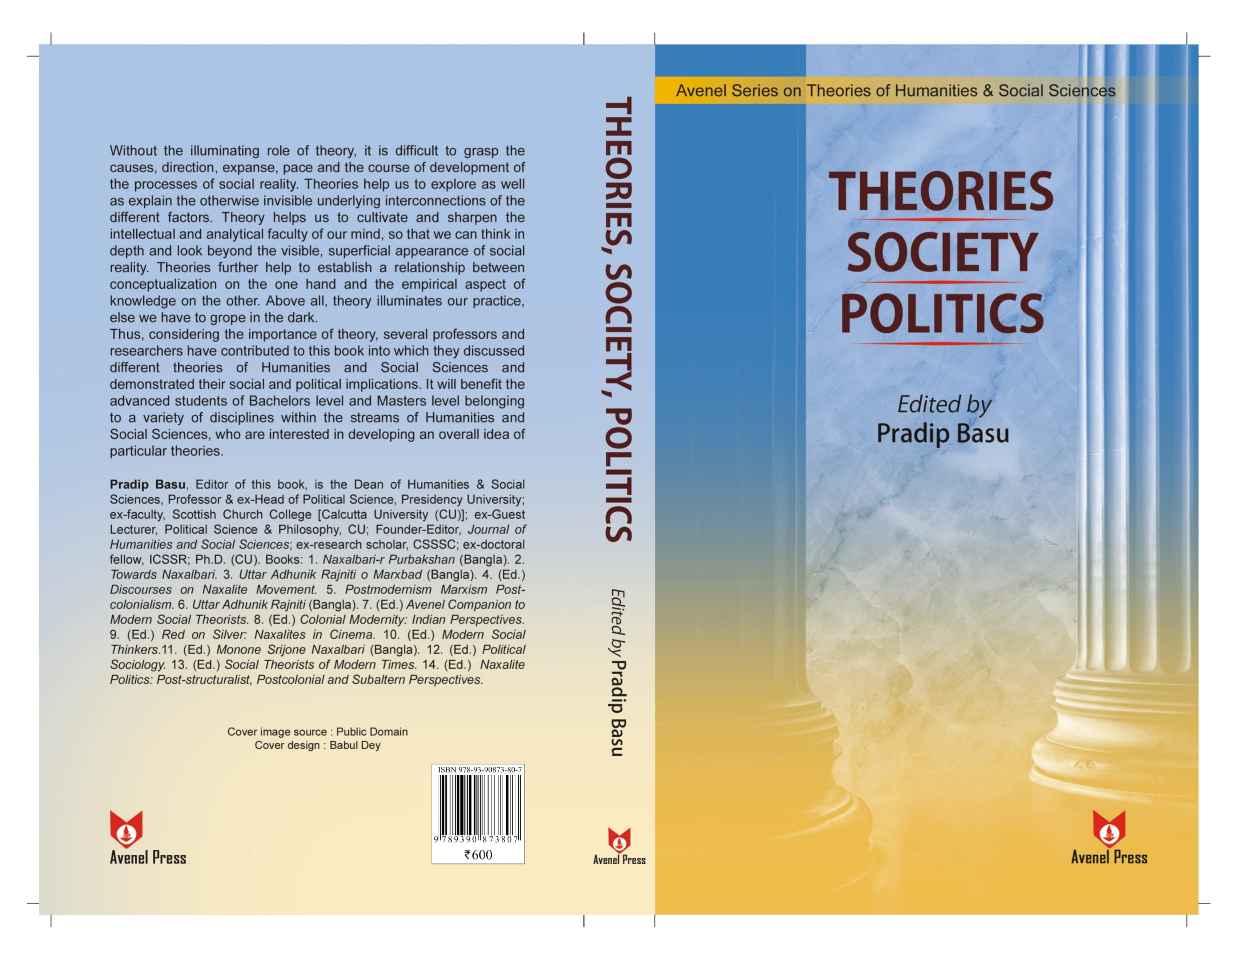 Without the illuminating role of theory, it is difficult to grasp the
causes, direction, expanse, pace and the course of development of
the processes of social reality. Theories help us to explore as well
as explain the otherwise invisible underlying interconnections of the
different factors. Theory helps us to cultivate and sharpen the
intellectual and analytical faculty of our mind, so that we can think in
depth and look beyond the visible, superficial appearance of social
reality. Theories further help to establish a relationship between
conceptualization on the one hand and the empirical aspect of
knowledge on the other. Above all, theory illuminates our practice,
else we have to grope in the dark.
Thus, considering the importance of theory, several professors and
researchers have contributed to this book into which they discussed
different theories of Humanities and Social Sciences and
demonstrated their social and political implications. It will benefit the
advanced students of Bachelors level and Masters level belonging
to a variety of disciplines within the streams of Humanities and
Social Sciences, who are interested in developing an overall idea of
particular theories.
Pradip Basu, Editor of this book, is the Dean of Humanities & Social
Sciences, Professor & ex-Head of Political Science, Presidency University;
ex-faculty, Scottish Church College [Calcutta University (CU)]; ex-Guest
Lecturer, Political Science & Philosophy, CU; Founder-Editor, Journal of
Humanities and Social Sciences; ex-research scholar, CSSSC; ex-doctoral
fellow, ICSSR; Ph.D. (CU). Books: 1. Naxalbari-r Purbakshan (Bangla). 2.
Towards Naxalbari. 3. Uttar Adhunik Rajniti o Marxbad (Bangla). 4. (Ed.)
Discourses on Naxalite Movement. 5. Postmodernism Marxism Post-
colonialism. 6. Uttar Adhunik Rajniti (Bangla). 7. (Ed.) Avenel Companion to
Modern Social Theorists. 8. (Ed.) Colonial Modernity: Indian Perspectives.
9. (Ed.) Red on Silver: Naxalites in Cinema. 10. (Ed.) Modern Social
Thinkers.11. (Ed.) Monone Srijone Naxalbari (Bangla). 12. (Ed.) Political
Sociology. 13. (Ed.) Social Theorists of Modern Times. 14. (Ed.) Naxalite
Politics: Post-structuralist, Postcolonial and Subaltern Perspectives.
Cover image source : Public Domain
Cover design : Babul Dey
ISBN 978-93-90873-80-7
9 789390 873807
₹600
Avenel Press
THEORIES, SOCIETY, POLITICS
Edited by Pradip Basu
Avenel Press
Avenel Series on Theories of Humanities & Social Sciences
THEORIES
SOCIETY
POLITICS
Edited by
Pradip Basu
Avenel Press